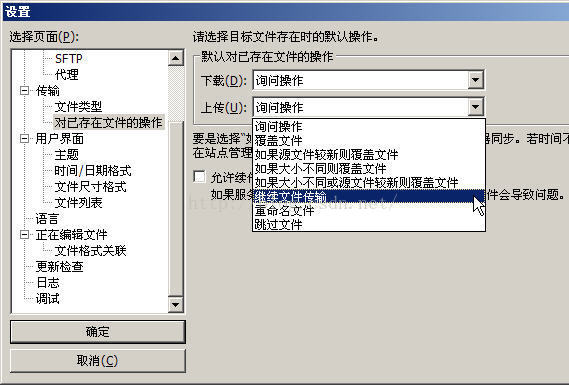 设置
选择页面(P):
SFTP
代理
传输
文件类型
对已存在文件的操作
用户界面
主题
时间/日期格式
文件尺寸格式
文件列表
语言
正在编辑文件
文件格式关联
更新检查
日志
调试
确定
取消(C)
请选择目标文件存在时的默认操作。
默认对已存在文件的操作
下载(D): 询问操作
上传(U): 询问操作
询问操作
覆盖文件
如果源文件较新则覆盖文件
如果大小不同则覆盖文件
如果大小不同或源文件较新则覆盖文件
继续文件传输
重命名文件
跳过文件
要是选择“如
器同步。若时间不
在站点管理
允许续传
如果服务
件会导致问题。